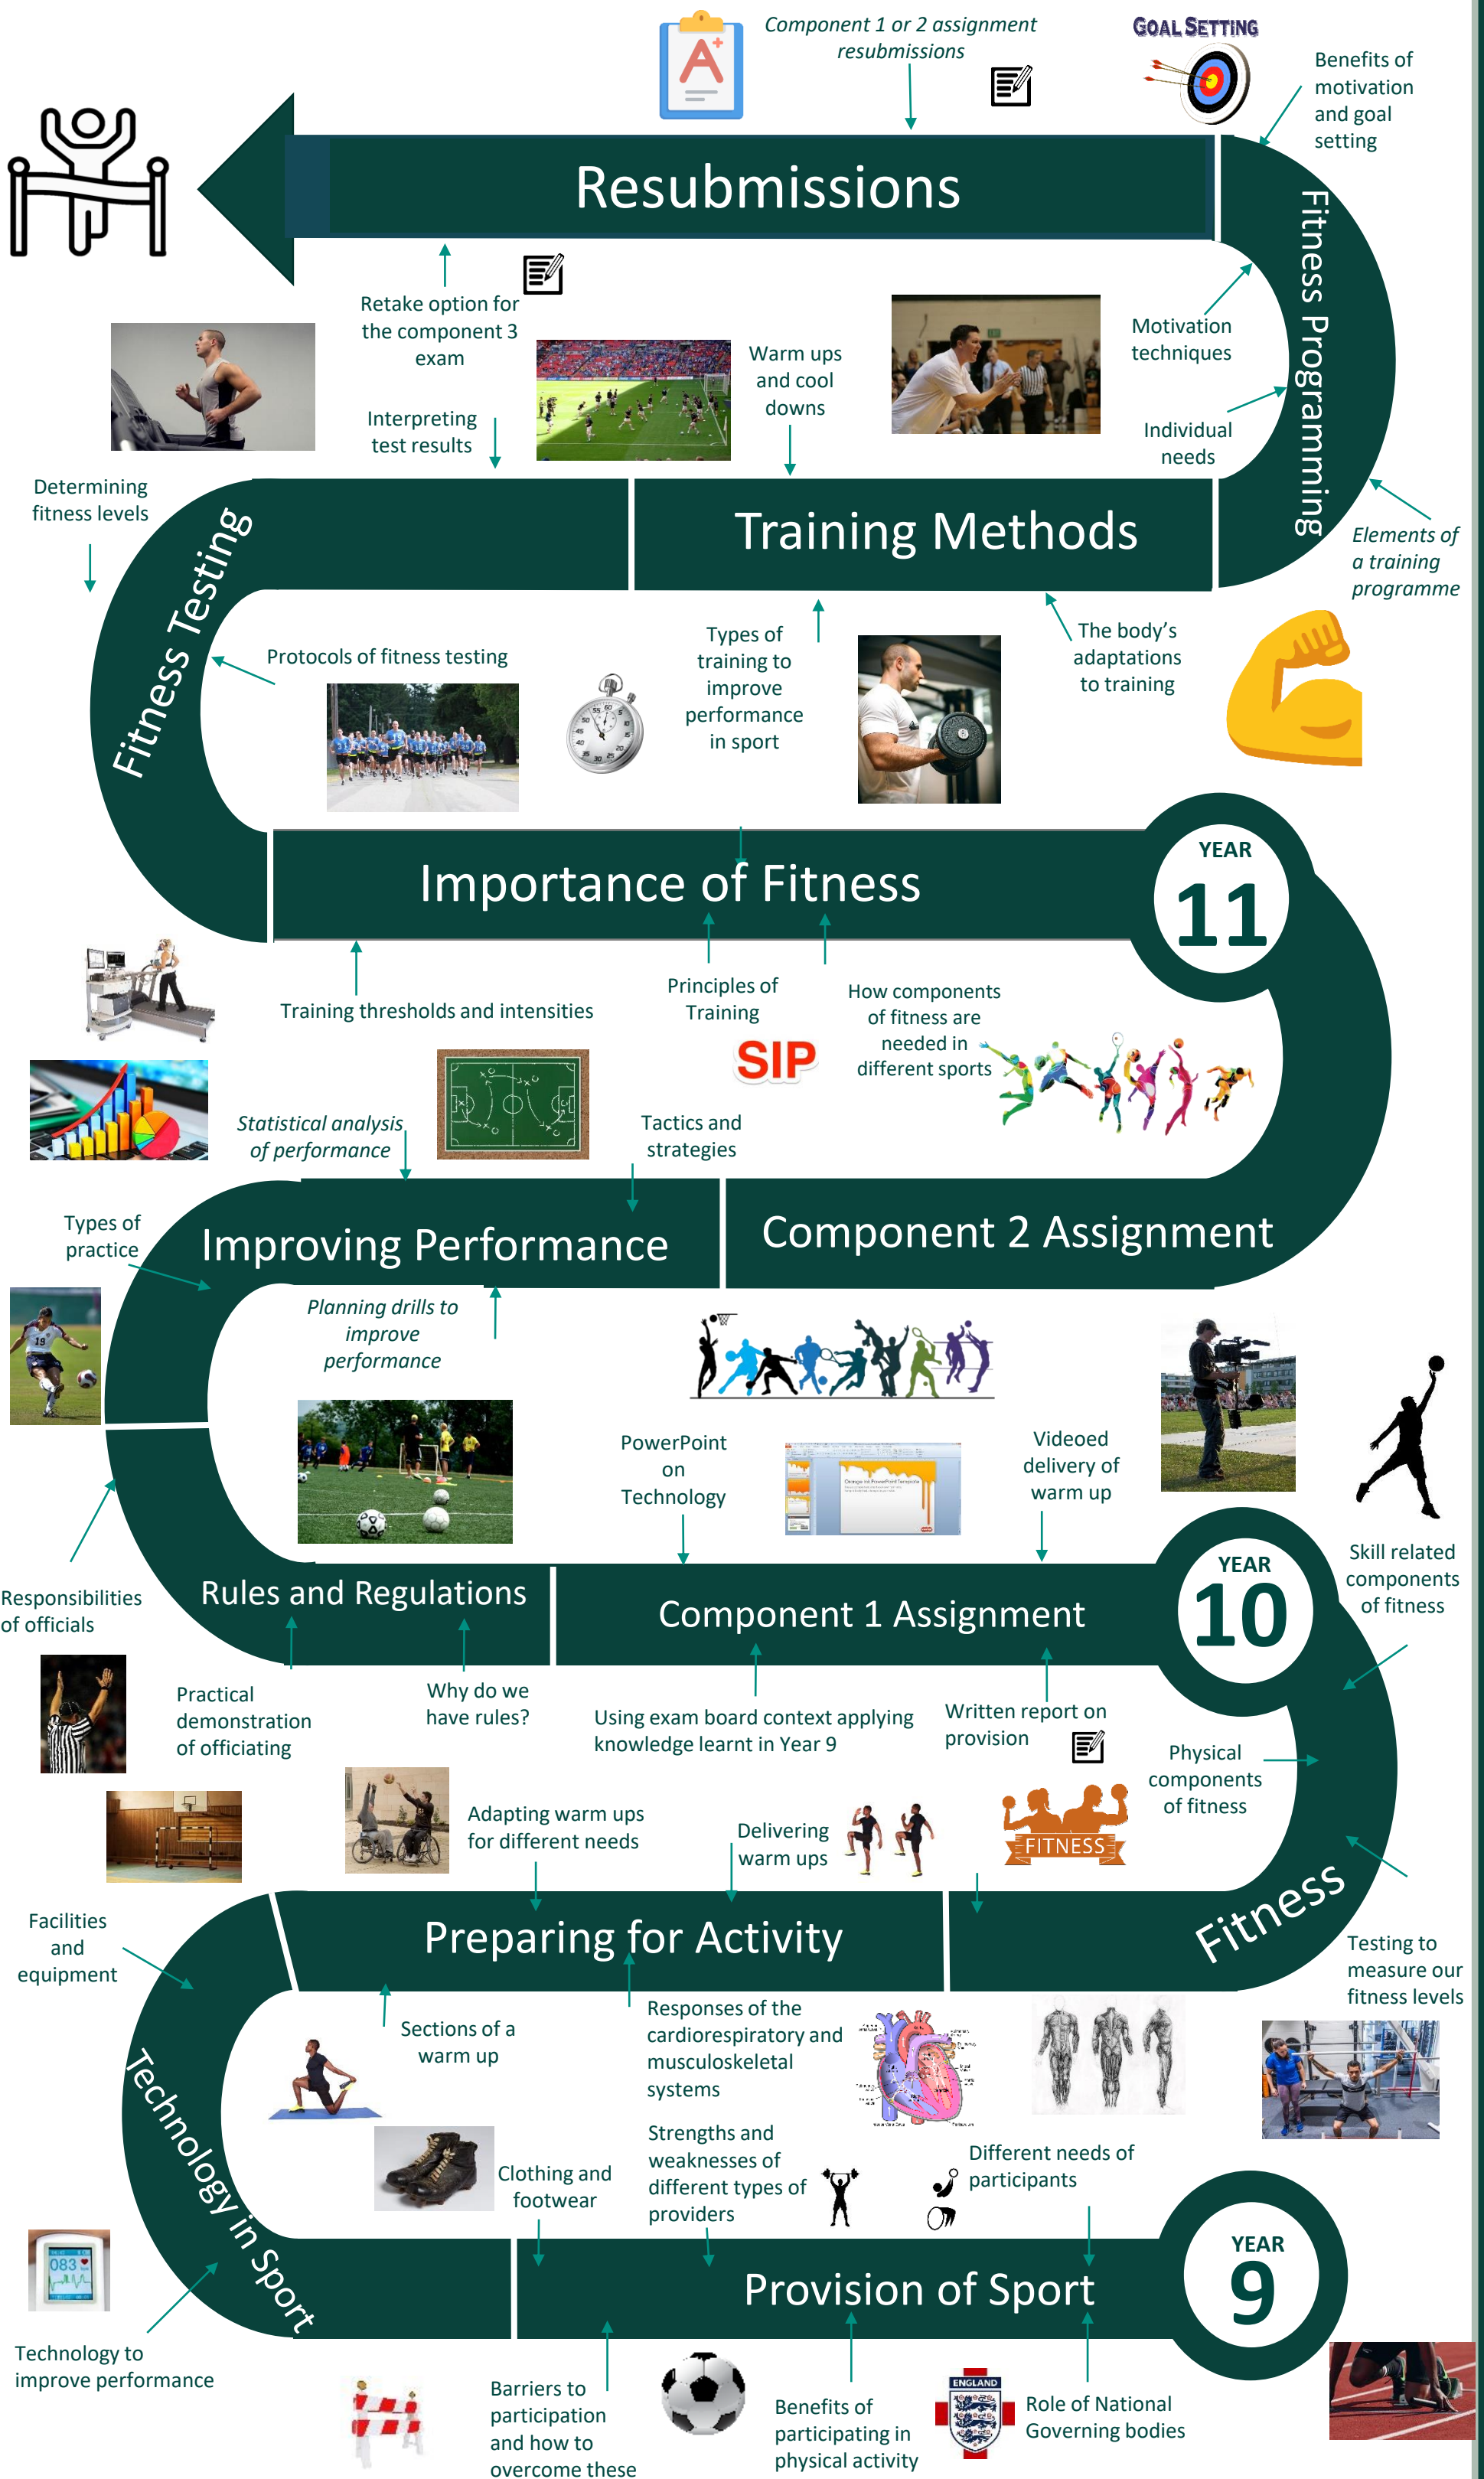 Component 1 or 2 assignment
resubmissions
GOAL SETTING
Benefits of
motivation
and goal
setting
A+
Resubmissions
Fitness Programming
Retake option for
the component 3
exam
Motivation
techniques
Warm ups
and cool
downs
Interpreting
test results
Individual
needs
Determining
fitness levels
Training Methods
Elements of
a training
programme
Fitness Testing
Protocols of fitness testing
Types of
training to
improve
performance
in sport
The body's
adaptations
to training
YEAR
11
Importance of Fitness
Training thresholds and intensities
Principles of
Training
How components
of fitness are
needed in
different sports
SIP
Statistical analysis
of performance
Tactics and
strategies
Types of
practice
Improving Performance
Component 2 Assignment
Planning drills to
improve
performance
PowerPoint
on
Technology
Videoed
delivery of
warm up
Skill related
components
of fitness
YEAR
10
Responsibilities
of officials
Rules and Regulations
Component 1 Assignment
Practical
demonstration
of officiating
Why do we
have rules?
Using exam board context applying
knowledge learnt in Year 9
Written report on
provision
Physical
components
of fitness
Adapting warm ups
for different needs
Delivering
warm ups
FITNESS
Fitness
Facilities
and
equipment
Preparing for Activity
Testing to
measure our
fitness levels
Sections of a
warm up
Responses of the
cardiorespiratory and
musculoskeletal
systems
Technology in Sport
Clothing and
footwear
Strengths and
weaknesses of
different types of
providers
Different needs of
participants
083
YEAR
9
Provision of Sport
Technology to
improve performance
Barriers to
participation
and how to
overcome these
Benefits of
participating in
physical activity
ENGLAND
Role of National
Governing bodies